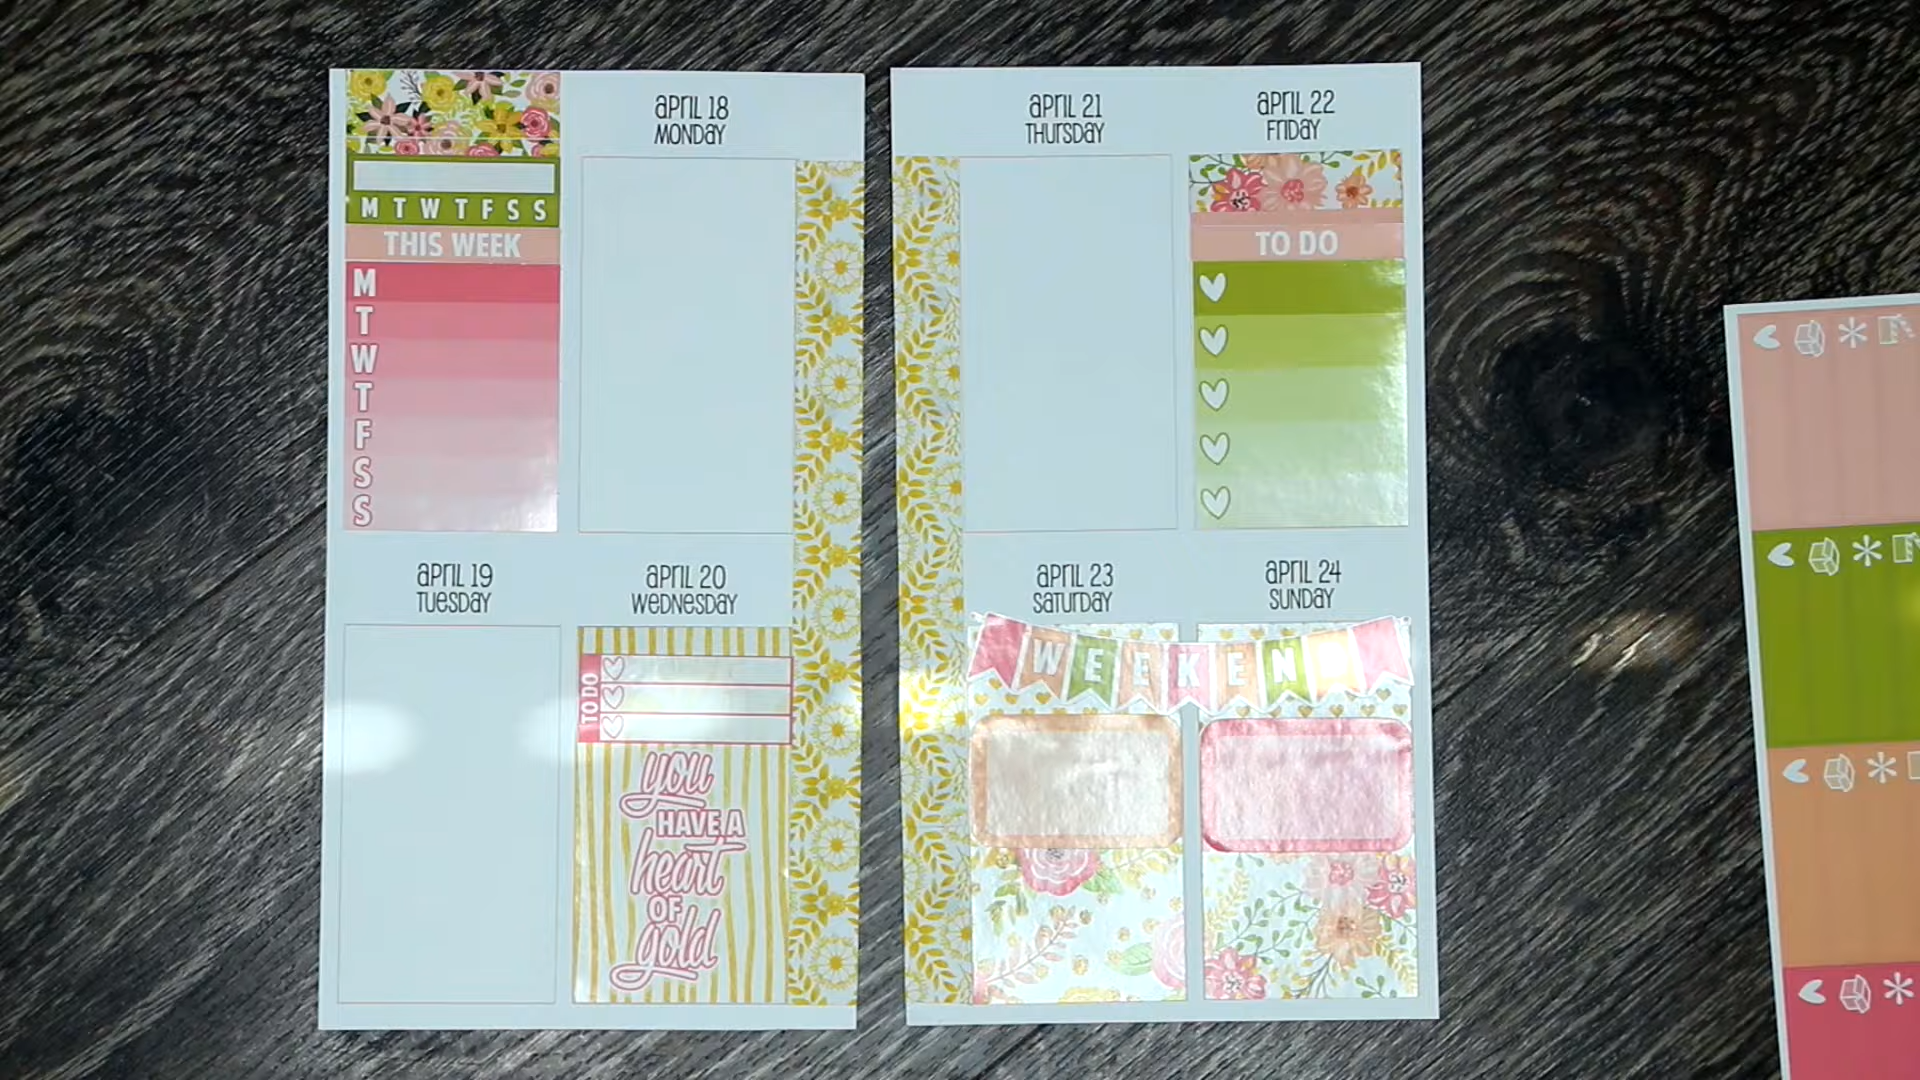 APRIL 18
MONDAY
M T W T F S S
THIS WEEK
M
T
W
T
F
S
S
APRIL 19
TUESDAY
APRIL 20
WEDNESDAY
TO DO
you
HAVE A
heart
OF
gold
APRIL 21
THURSDAY
APRIL 22
FRIDAY
TO DO
APRIL 23
SATURDAY
APRIL 24
SUNDAY
WEEKEND